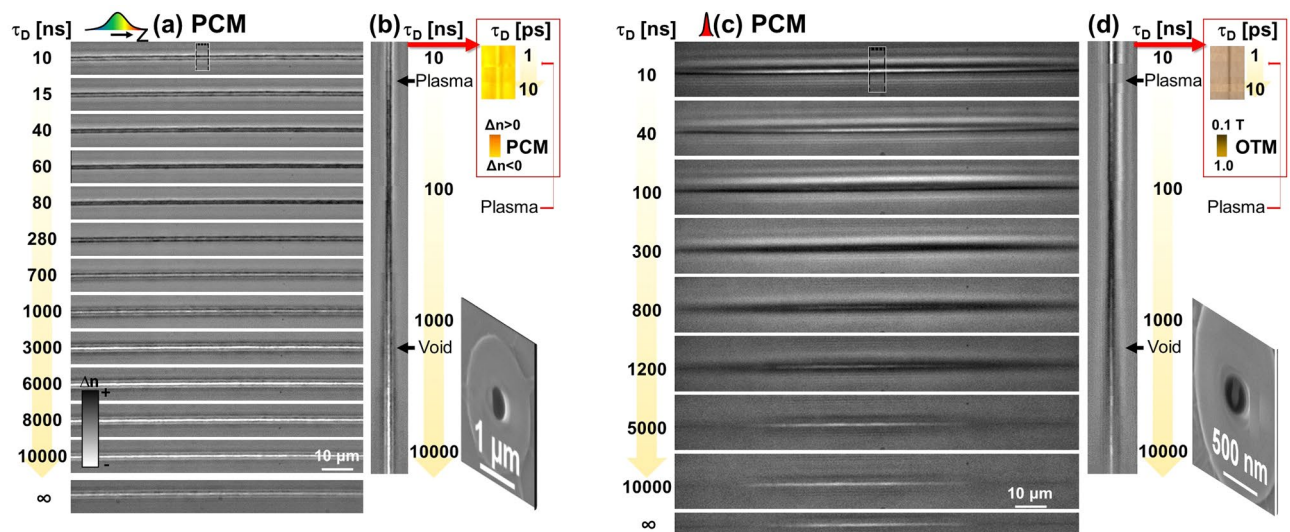 τD [ns]
Z
(a) PCM
10
15
40
60
80
280
700
1000
3000
6000
8000
10000
∞
Δn
+
-
10 μm
(b)
τD [ns]
10
Plasma
100
1000
Void
10000
τD [ps]
1
10
Δn>0
PCM
Δn<0
Plasma
1 μm
τD [ns]
(c) PCM
10
40
100
300
800
1200
5000
10000
∞
10 μm
(d)
τD [ns]
10
Plasma
100
1000
Void
10000
τD [ps]
1
10
0.1 T
OTM
1.0
Plasma
500 nm